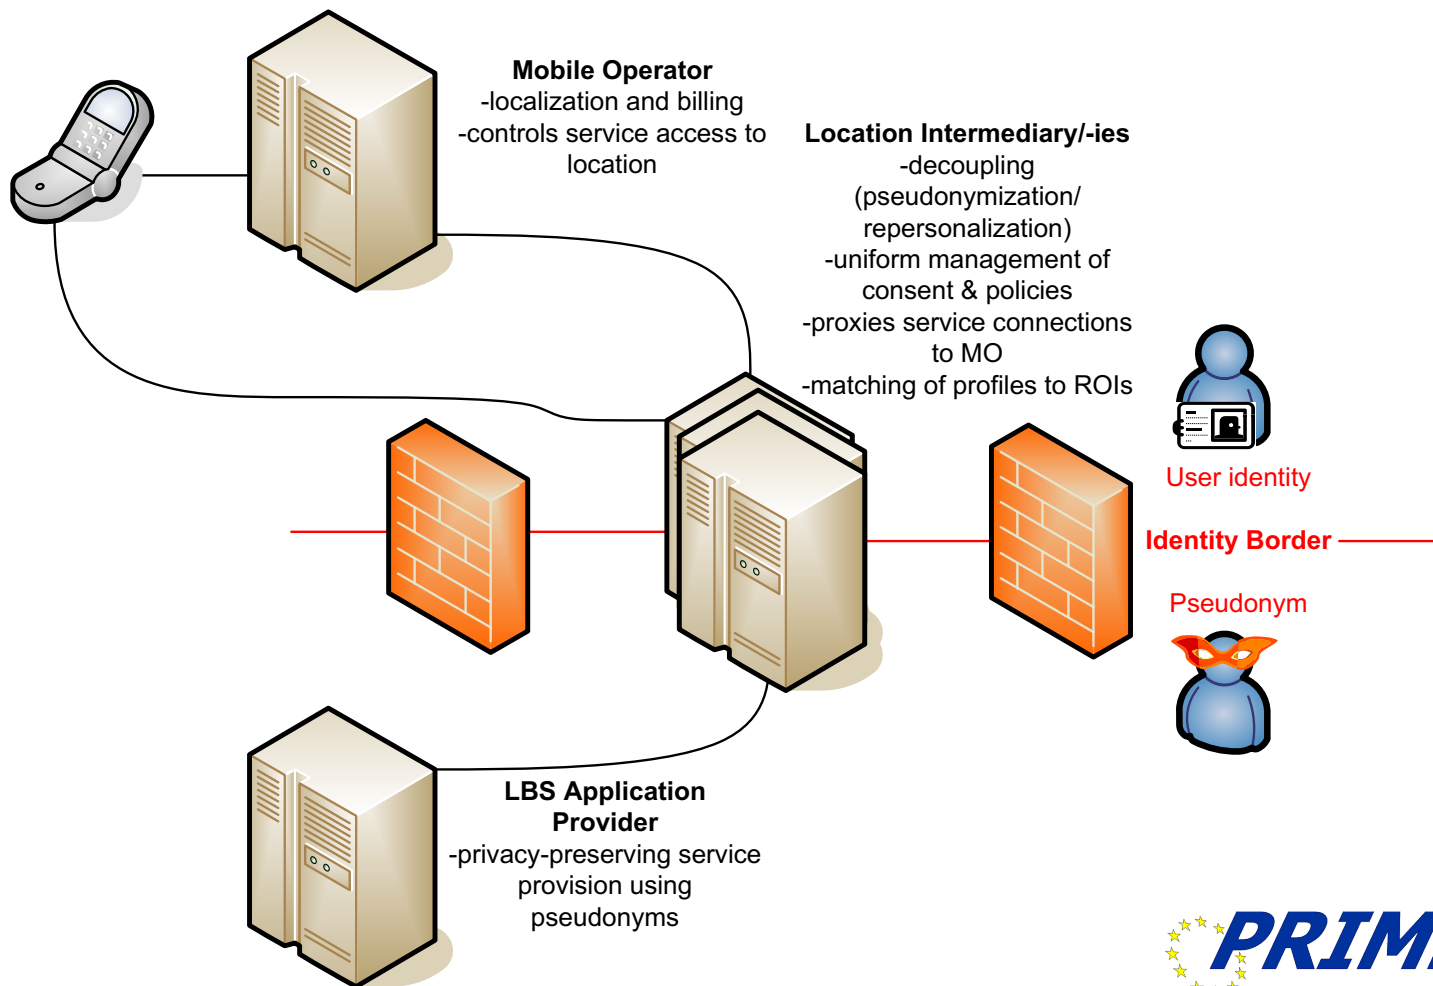 Mobile Operator
-localization and billing
-controls service access to
location
Location Intermediary/-ies
-decoupling
(pseudonymization/
repersonalization)
-uniform management of
consent & policies
-proxies service connections
to MO
-matching of profiles to ROIs
User identity
Identity Border
Pseudonym
LBS Application
Provider
-privacy-preserving service
provision using
pseudonyms